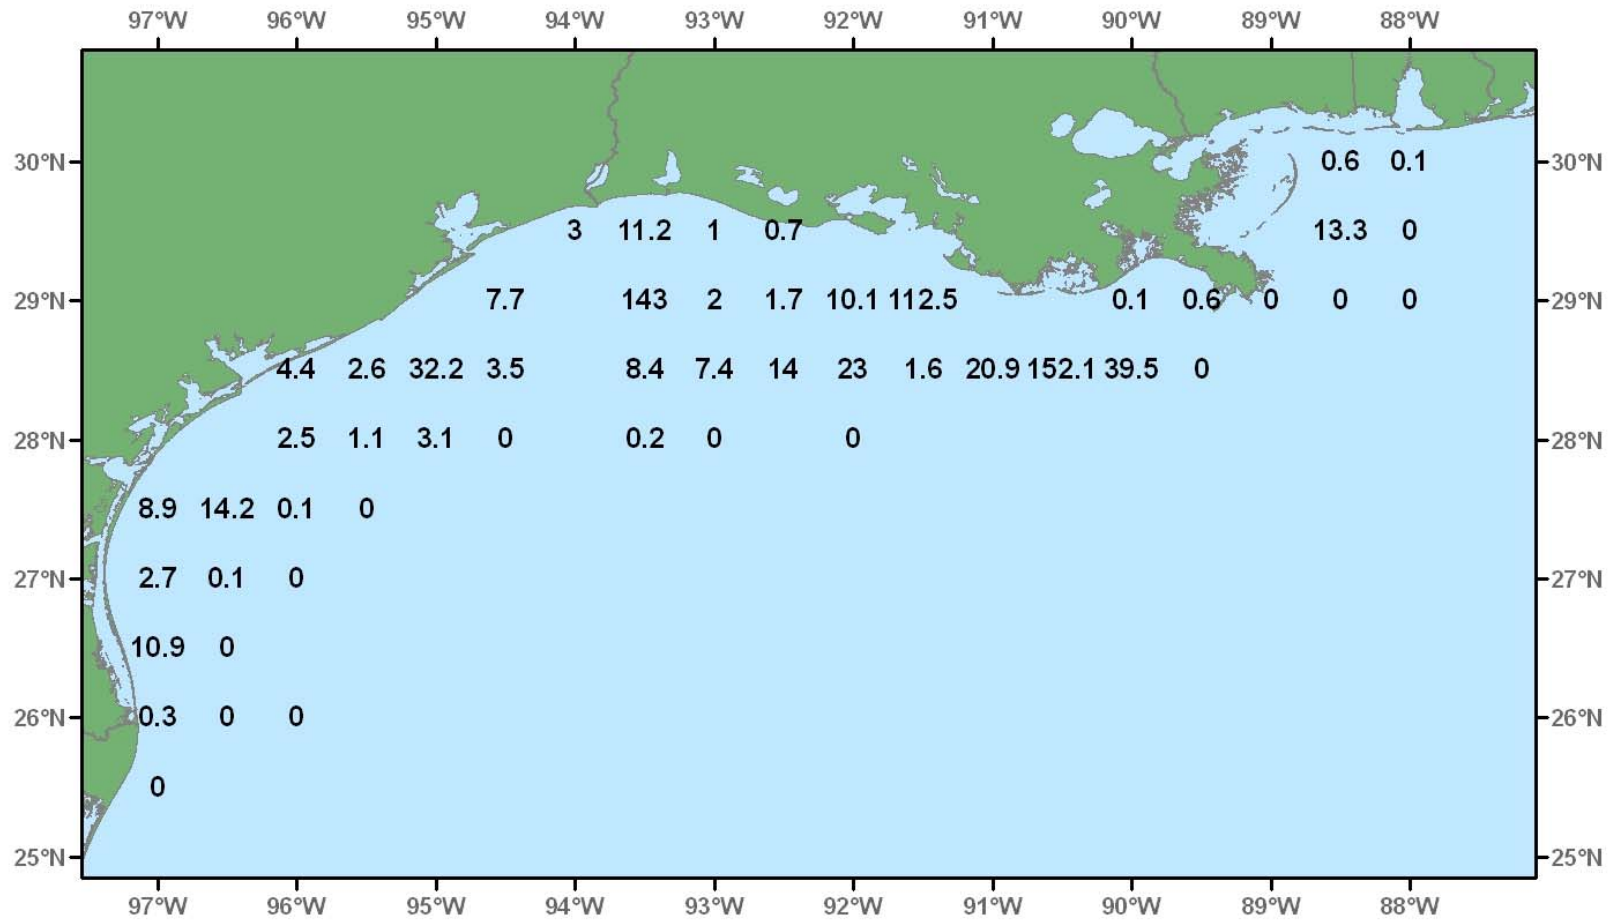 97°W 96°W 95°W 94°W 93°W 92°W 91°W 90°W 89°W 88°W
30°N 0.6 0.1 30°N
3 11.2 1 0.7 13.3 0
29°N 7.7 143 2 1.7 10.1 112.5 0.1 0.6 0 0 0 29°N
4.4 2.6 32.2 3.5 8.4 7.4 14 23 1.6 20.9 152.1 39.5 0
28°N 2.5 1.1 3.1 0 0.2 0 0 28°N
8.9 14.2 0.1 0
27°N 2.7 0.1 0 27°N
10.9 0
26°N 0.3 0 0 26°N
0
25°N 25°N
97°W 96°W 95°W 94°W 93°W 92°W 91°W 90°W 89°W 88°W